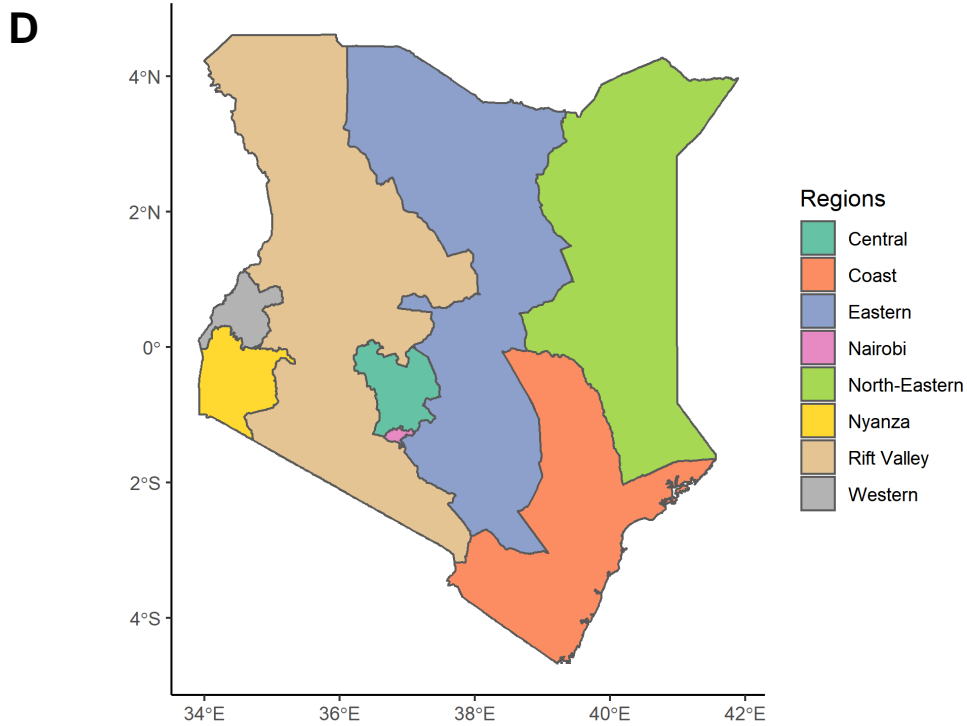 D
4°N
2°N
0°
2°S
4°S
34°E
36°E
38°E
40°E
42°E
Regions
Central
Coast
Eastern
Nairobi
North-Eastern
Nyanza
Rift Valley
Western